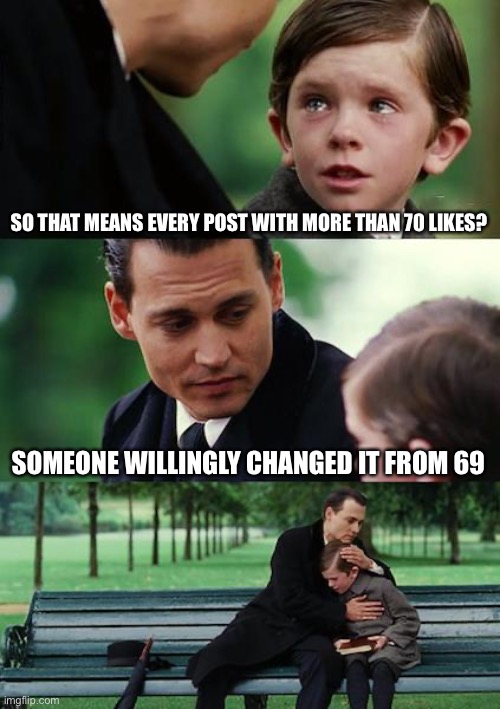 SO THAT MEANS EVERY POST WITH MORE THAN 70 LIKES?
SOMEONE WILLINGLY CHANGED IT FROM 69
imgflip.com